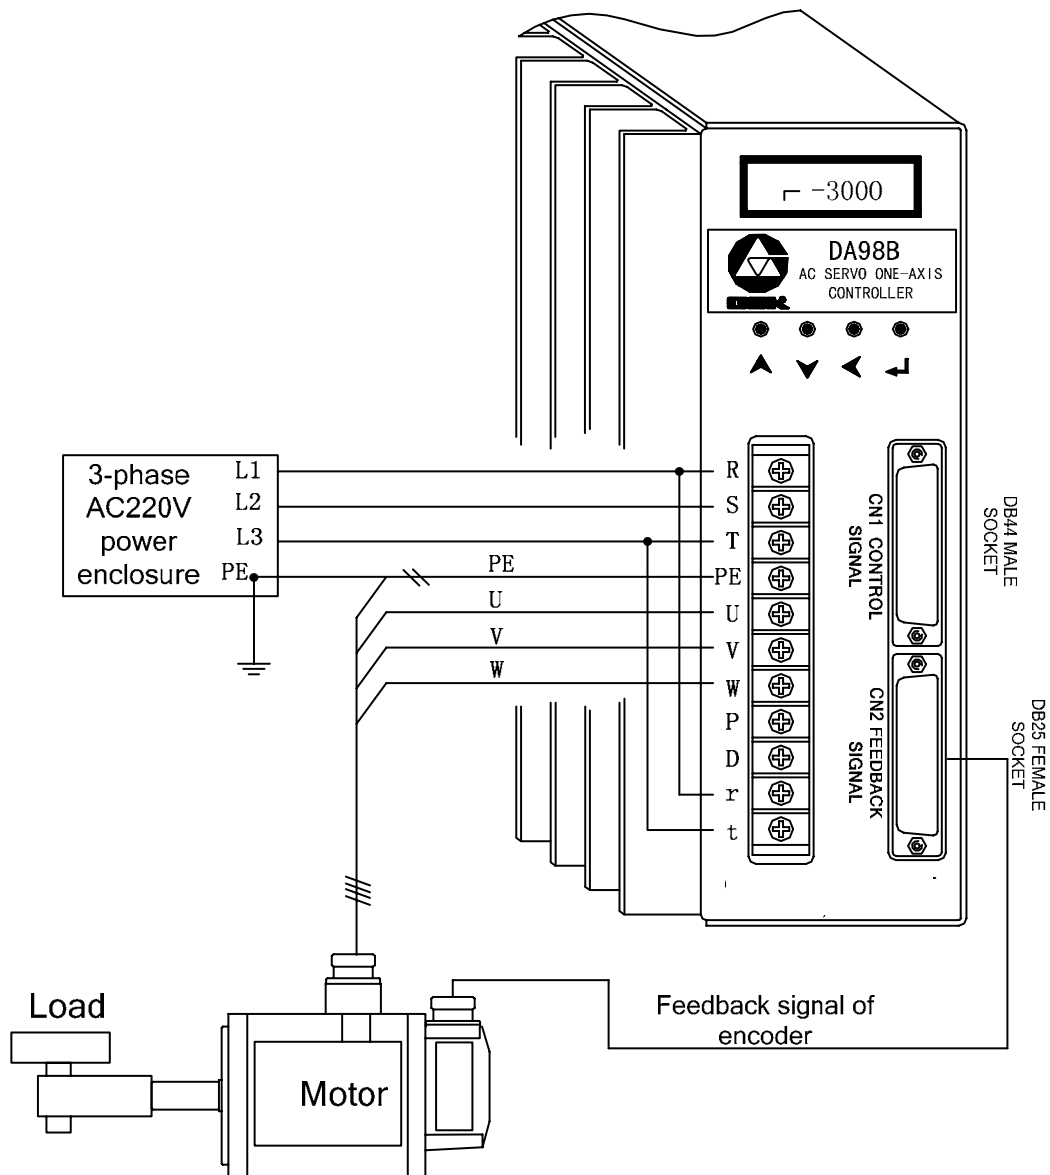 ┌ -3000
DA98B
AC SERVO ONE-AXIS
CONTROLLER
3-phase
AC220V
power
enclosure
L1
L2
L3
PE
PE
U
V
W
R
S
T
PE
U
V
W
P
D
r
t
CN1 CONTROL
SIGNAL
DB44 MALE
SOCKET
CN2 FEEDBACK
SIGNAL
DB25 FEMALE
SOCKET
Feedback signal of
encoder
Load
Motor